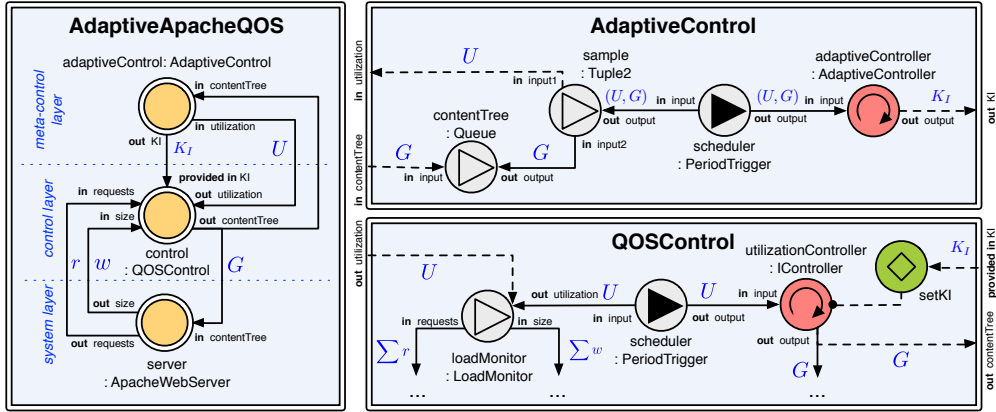 AdaptiveApacheQOS
adaptiveControl: AdaptiveControl
meta-control
layer
in contentTree
in utilization
out KI
K_I
U
provided in KI
control layer
in requests
out utilization
in size
out contentTree
control
: QOSControl
r
w
G
system layer
out size
out requests
in contentTree
server
: ApacheWebServer
AdaptiveControl
in utilization
U
sample
: Tuple2
in input1
(U, G)
in input
out output
in input2
contentTree
: Queue
G
in contentTree
G
in input
out output
scheduler
: PeriodTrigger
(U, G)
in input
out output
adaptiveController
: AdaptiveController
K_I
out output
out KI
QOSControl
out utilization
U
out utilization
U
in input
in requests
in size
∑ r
∑ w
loadMonitor
: LoadMonitor
...
...
scheduler
: PeriodTrigger
U
in input
out output
utilizationController
: IController
out output
G
...
setKI
K_I
provided in KI
G
out contentTree